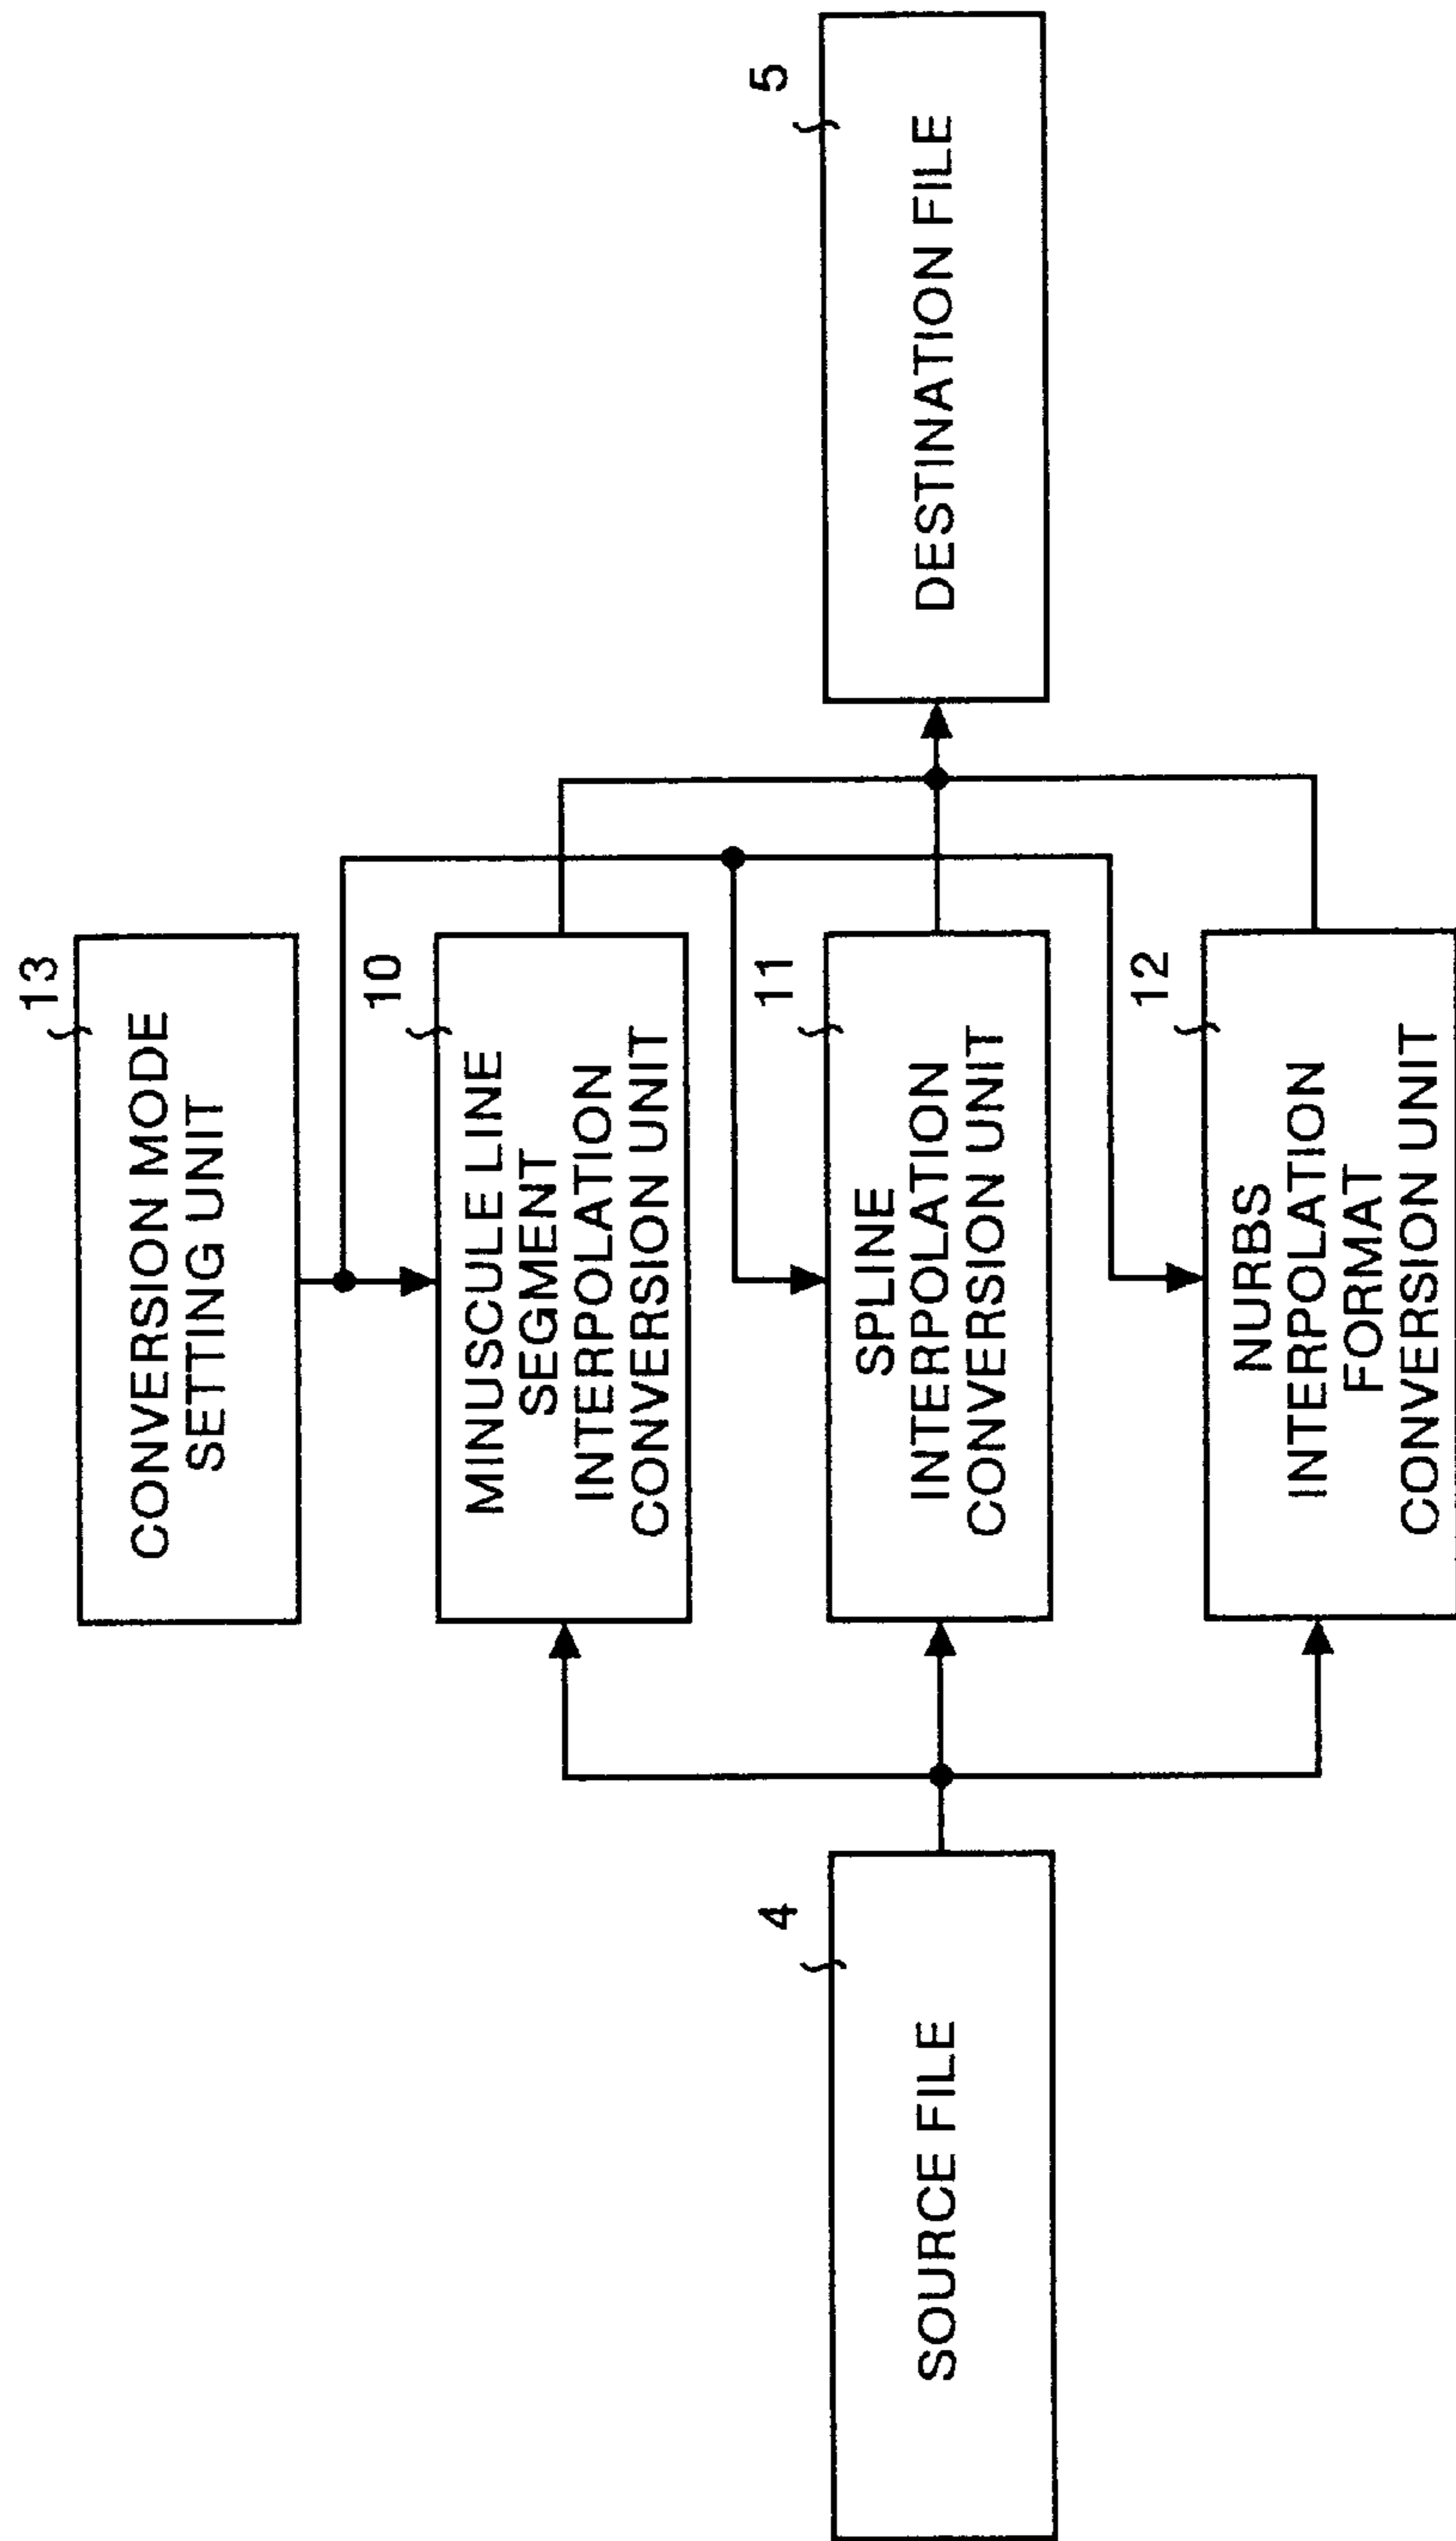 13
CONVERSION MODE
SETTING UNIT
10
MINUSCULE LINE
SEGMENT
INTERPOLATION
CONVERSION UNIT
4
SOURCE FILE
11
SPLINE
INTERPOLATION
CONVERSION UNIT
5
DESTINATION FILE
12
NURBS
INTERPOLATION
FORMAT
CONVERSION UNIT